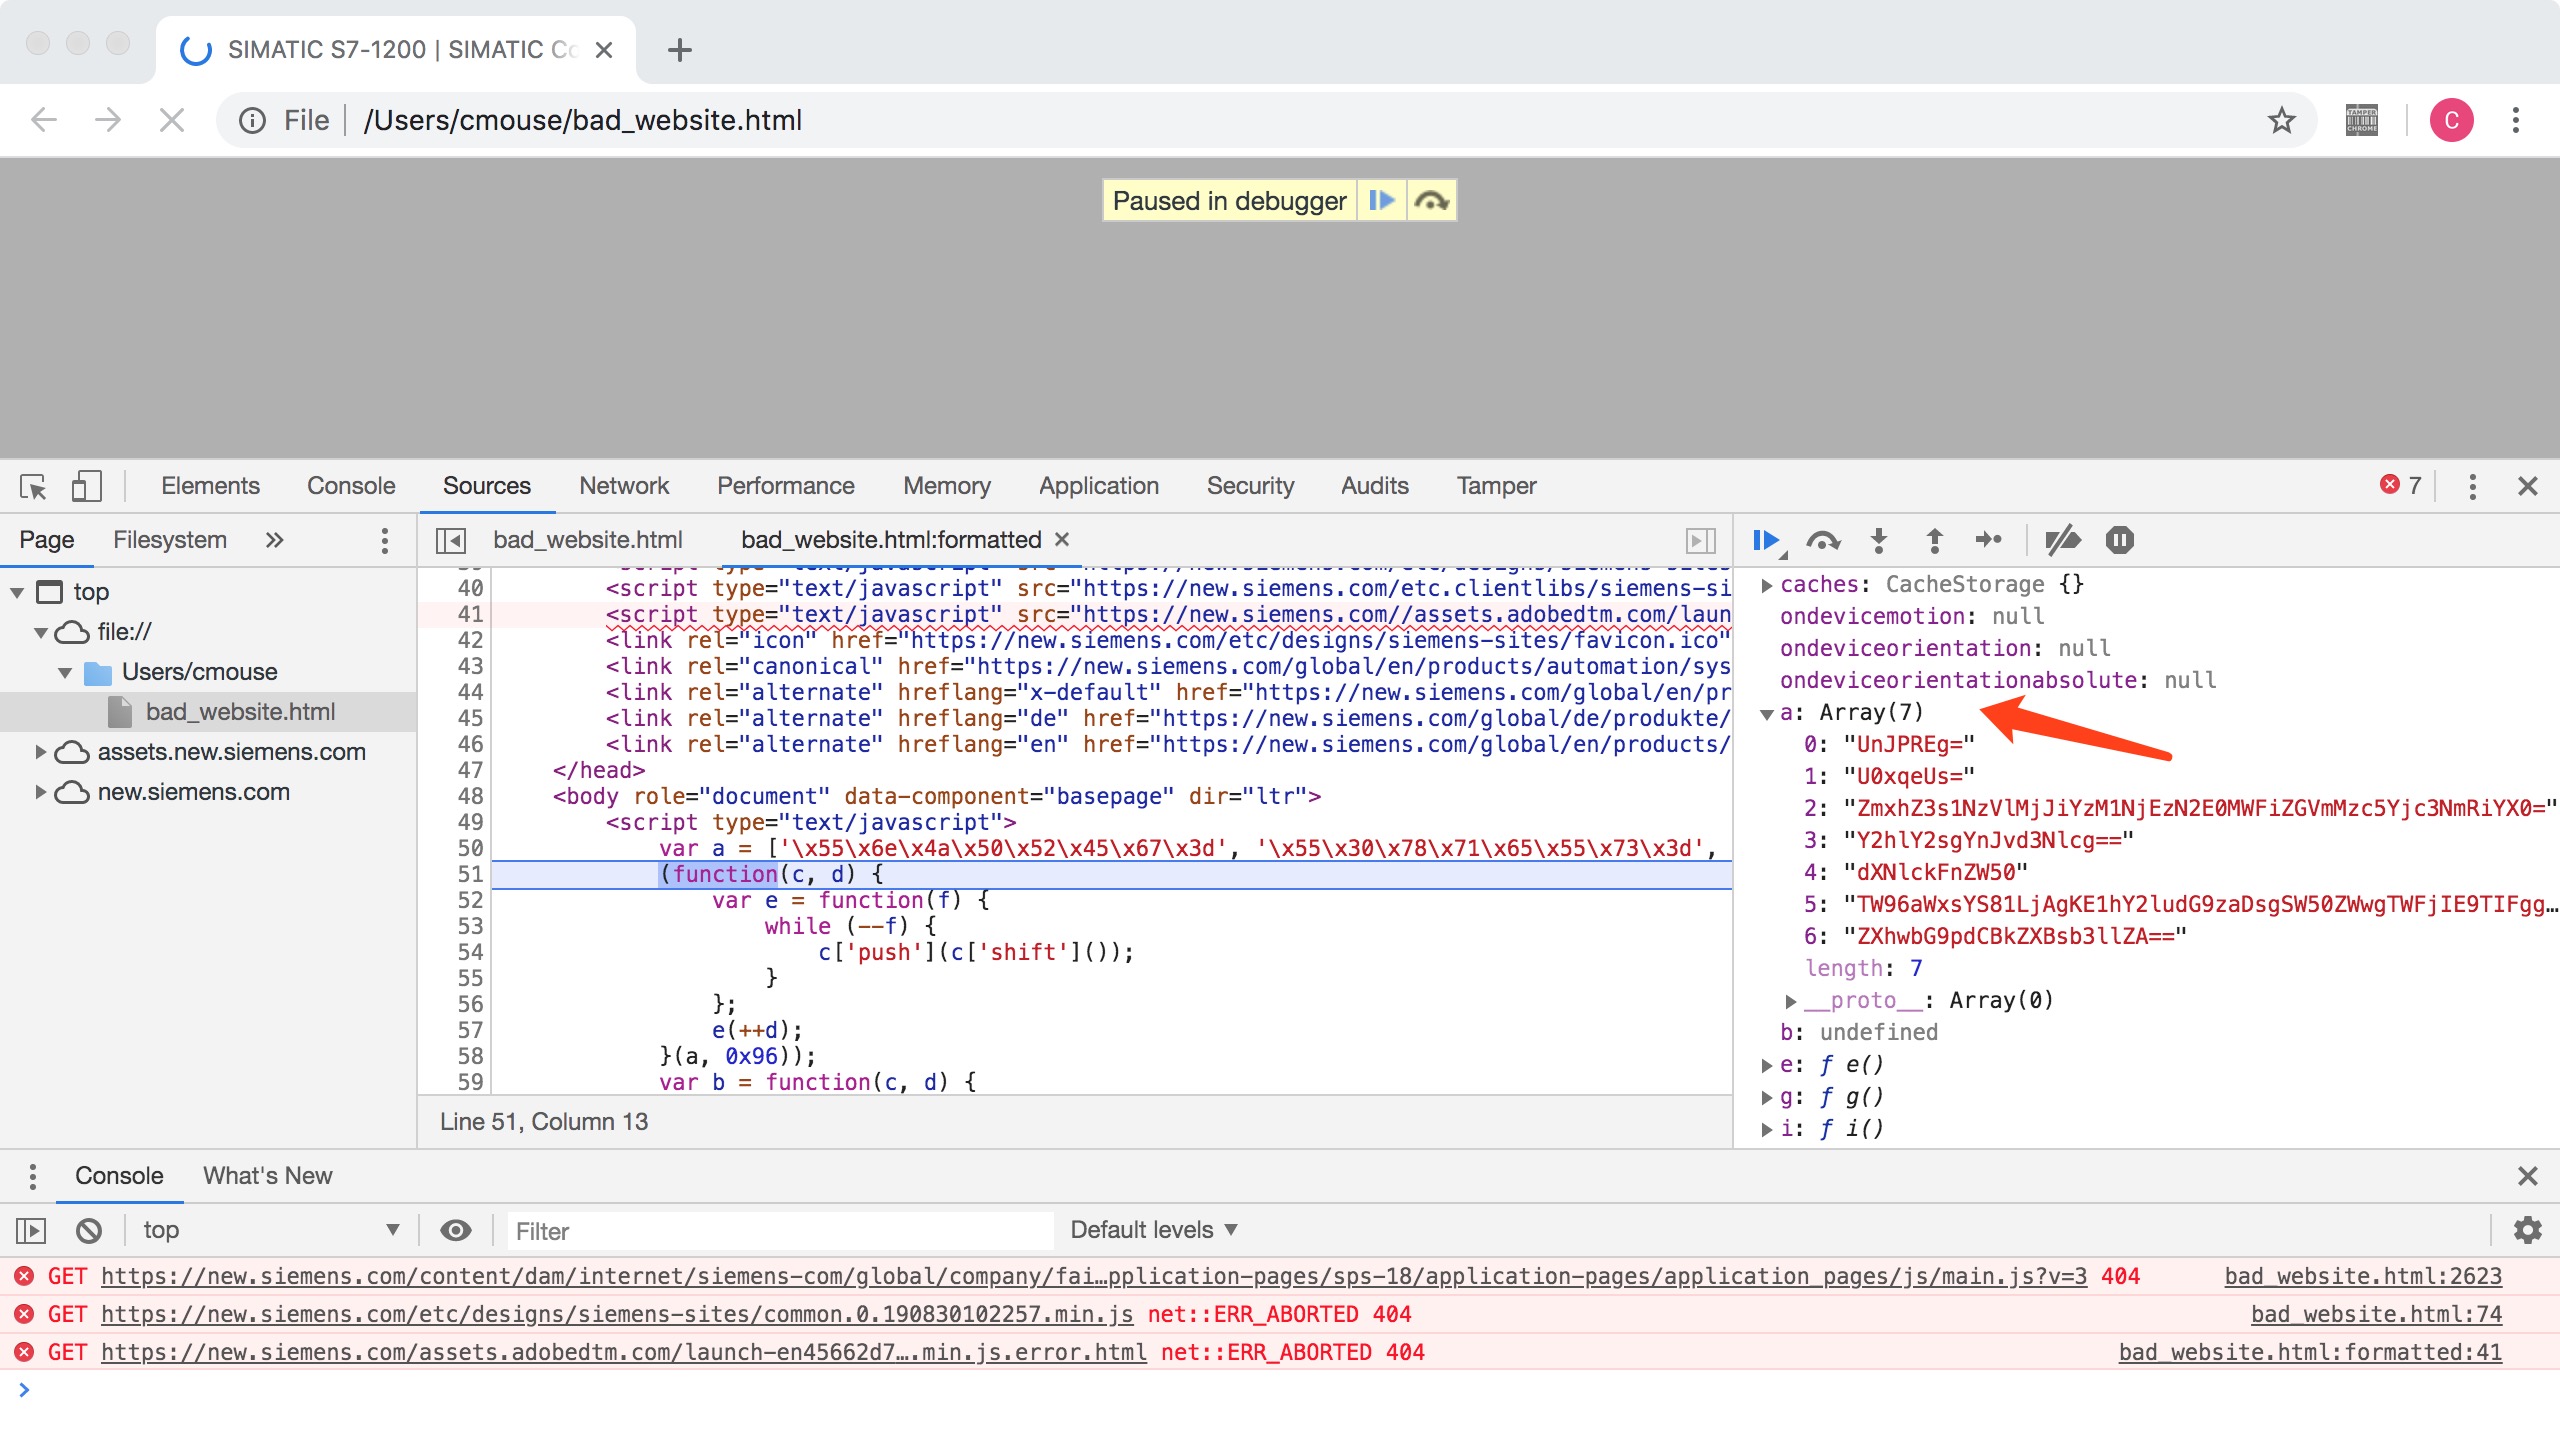 SIMATIC S7-1200 | SIMATIC Co
File
/Users/cmouse/bad_website.html
TAMPER CHROME
C
Paused in debugger
Elements Console Sources Network Performance Memory Application Security Audits Tamper
7
Page Filesystem »
bad_website.html bad_website.html:formatted
top
file://
Users/cmouse
bad_website.html
assets.new.siemens.com
new.siemens.com
40 <script type="text/javascript" src="https://new.siemens.com/etc.clientlibs/siemens-si
41 <script type="text/javascript" src="https://new.siemens.com//assets.adobedtm.com/laun
42 <link rel="icon" href="https://new.siemens.com/etc/designs/siemens-sites/favicon.ico"
43 <link rel="canonical" href="https://new.siemens.com/global/en/products/automation/sys
44 <link rel="alternate" hreflang="x-default" href="https://new.siemens.com/global/en/pr
45 <link rel="alternate" hreflang="de" href="https://new.siemens.com/global/de/produkte/
46 <link rel="alternate" hreflang="en" href="https://new.siemens.com/global/en/products/
47 </head>
48 <body role="document" data-component="basepage" dir="ltr">
49 <script type="text/javascript">
50 var a = ['\x55\x6e\x4a\x50\x52\x45\x67\x3d', '\x55\x30\x78\x71\x65\x55\x73\x3d',
51 (function(c, d) {
52 var e = function(f) {
53 while (--f) {
54 c['push'](c['shift']());
55 }
56 };
57 e(++d);
58 }(a, 0x96));
59 var b = function(c, d) {
Line 51, Column 13
caches: CacheStorage {}
ondevicemotion: null
ondeviceorientation: null
ondeviceorientationabsolute: null
a: Array(7)
0: "UnJPREg="
1: "U0xqeUs="
2: "ZmxhZ3s1NzVlMjJiYzM1NjEzN2E0MWFiZGVmMzc5Yjc3NmRiYX0="
3: "Y2hlY2sgYnJvd3Nlcg=="
4: "dXNlckFnZW50"
5: "TW96aWxsYS81LjAgKE1hY2ludG9zaDsgSW50ZWwgTWFjIE9TIFgg…
6: "ZXhwbG9pdCBkZXBsb3llZA=="
length: 7
__proto__: Array(0)
b: undefined
e: ƒ e()
g: ƒ g()
i: ƒ i()
Console What's New
top
Filter
Default levels
GET https://new.siemens.com/content/dam/internet/siemens-com/global/company/fai…pplication-pages/sps-18/application-pages/application_pages/js/main.js?v=3 404 bad_website.html:2623
GET https://new.siemens.com/etc/designs/siemens-sites/common.0.190830102257.min.js net::ERR_ABORTED 404 bad_website.html:74
GET https://new.siemens.com/assets.adobedtm.com/launch-en45662d7….min.js.error.html net::ERR_ABORTED 404 bad_website.html:formatted:41
>